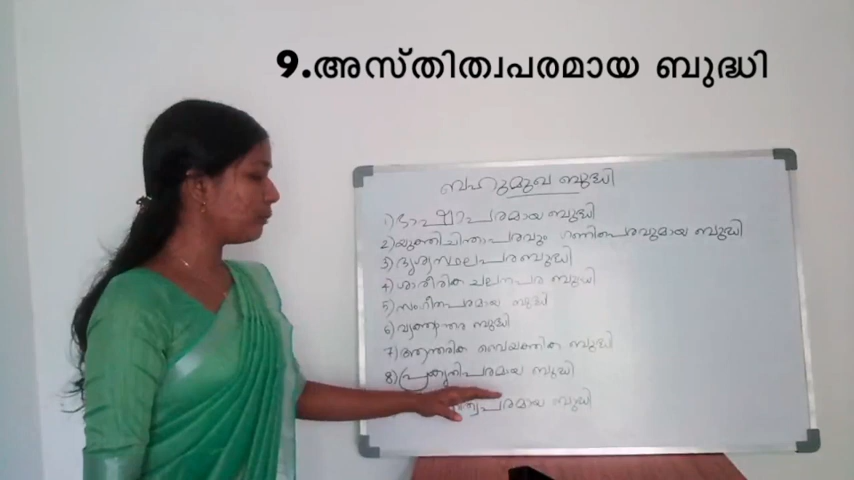 9.അസ്തിത്വപരമായ ബുദ്ധി
ബഹുമുഖ ബുദ്ധി
1) ഭാഷാപരമായ ബുദ്ധി
2) യുക്തിചിന്താപരവും ഗണിതപരവുമായ ബുദ്ധി
3) ദൃശ്യസ്ഥലപരബുദ്ധി
4) ശാരീരിക ചലനപര ബുദ്ധി
5) സംഗീതപരമായ ബുദ്ധി
6) വ്യക്ത്യാന്തര ബുദ്ധി
7) ആന്തരിക വൈയക്തിക ബുദ്ധി
8) പ്രകൃതിപരമായ ബുദ്ധി
ത്വപരമായ ബുദ്ധി